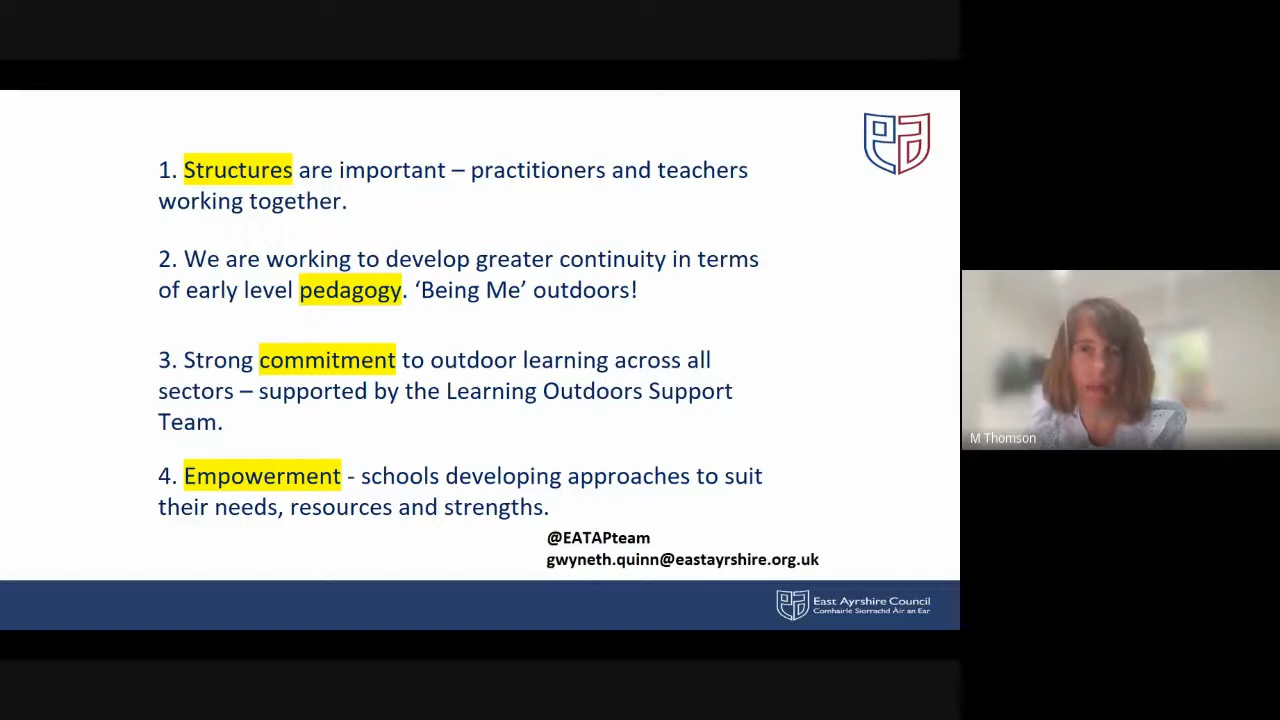 1. Structures are important – practitioners and teachers
working together.
2. We are working to develop greater continuity in terms
of early level pedagogy. ‘Being Me’ outdoors!
3. Strong commitment to outdoor learning across all
sectors – supported by the Learning Outdoors Support
Team.
4. Empowerment - schools developing approaches to suit
their needs, resources and strengths.
@EATAPteam
gwyneth.quinn@eastayrshire.org.uk
East Ayrshire Council
Comhairle Siorrachd Àir an Ear
M Thomson